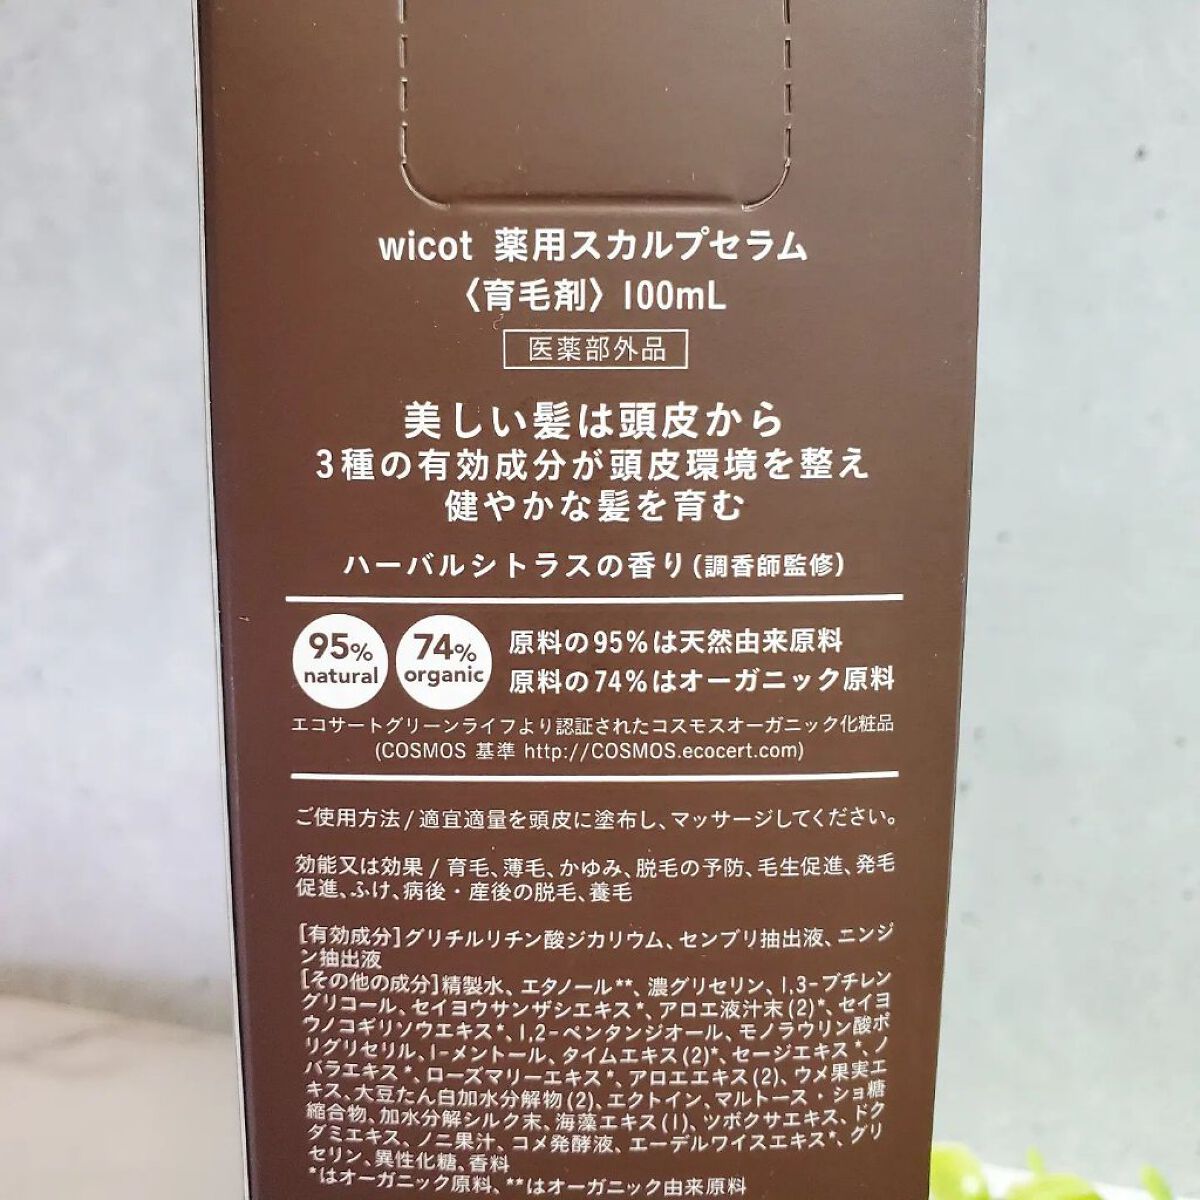 wicot 薬用スカルプセラム
〈育毛剤〉100mL
医薬部外品
美しい髪は頭皮から
3種の有効成分が頭皮環境を整え
健やかな髪を育む
ハーバルシトラスの香り(調香師監修)
95% natural
74% organic
原料の95%は天然由来原料
原料の74%はオーガニック原料
エコサートグリーンライフより認証されたコスモスオーガニック化粧品
(COSMOS 基準 http://COSMOS.ecocert.com)
ご使用方法/適宜適量を頭皮に塗布し、マッサージしてください。
効能又は効果/育毛、薄毛、かゆみ、脱毛の予防、毛生促進、発毛
促進、ふけ、病後・産後の脱毛、養毛
[有効成分]グリチルリチン酸ジカリウム、センブリ抽出液、ニンジ
ン抽出液
[その他の成分]精製水、エタノール**、濃グリセリン、1,3-ブチレン
グリコール、セイヨウサンザシエキス*、アロエ液汁末(2)*、セイヨ
ウノコギリソウエキス*、1,2-ペンタンジオール、モノラウリン酸ポ
リグリセリル、l-メントール、タイムエキス(2)*、セージエキス*、ノ
バラエキス*、ローズマリーエキス*、アロエエキス(2)、ウメ果実エ
キス、大豆たん白加水分解物(2)、エクトイン、マルトース・ショ糖
縮合物、加水分解シルク末、海藻エキス(1)、ツボクサエキス、ドク
ダミエキス、ノニ果汁、コメ発酵液、エーデルワイスエキス*、グリ
セリン、異性化糖、香料
*はオーガニック原料、**はオーガニック由来原料